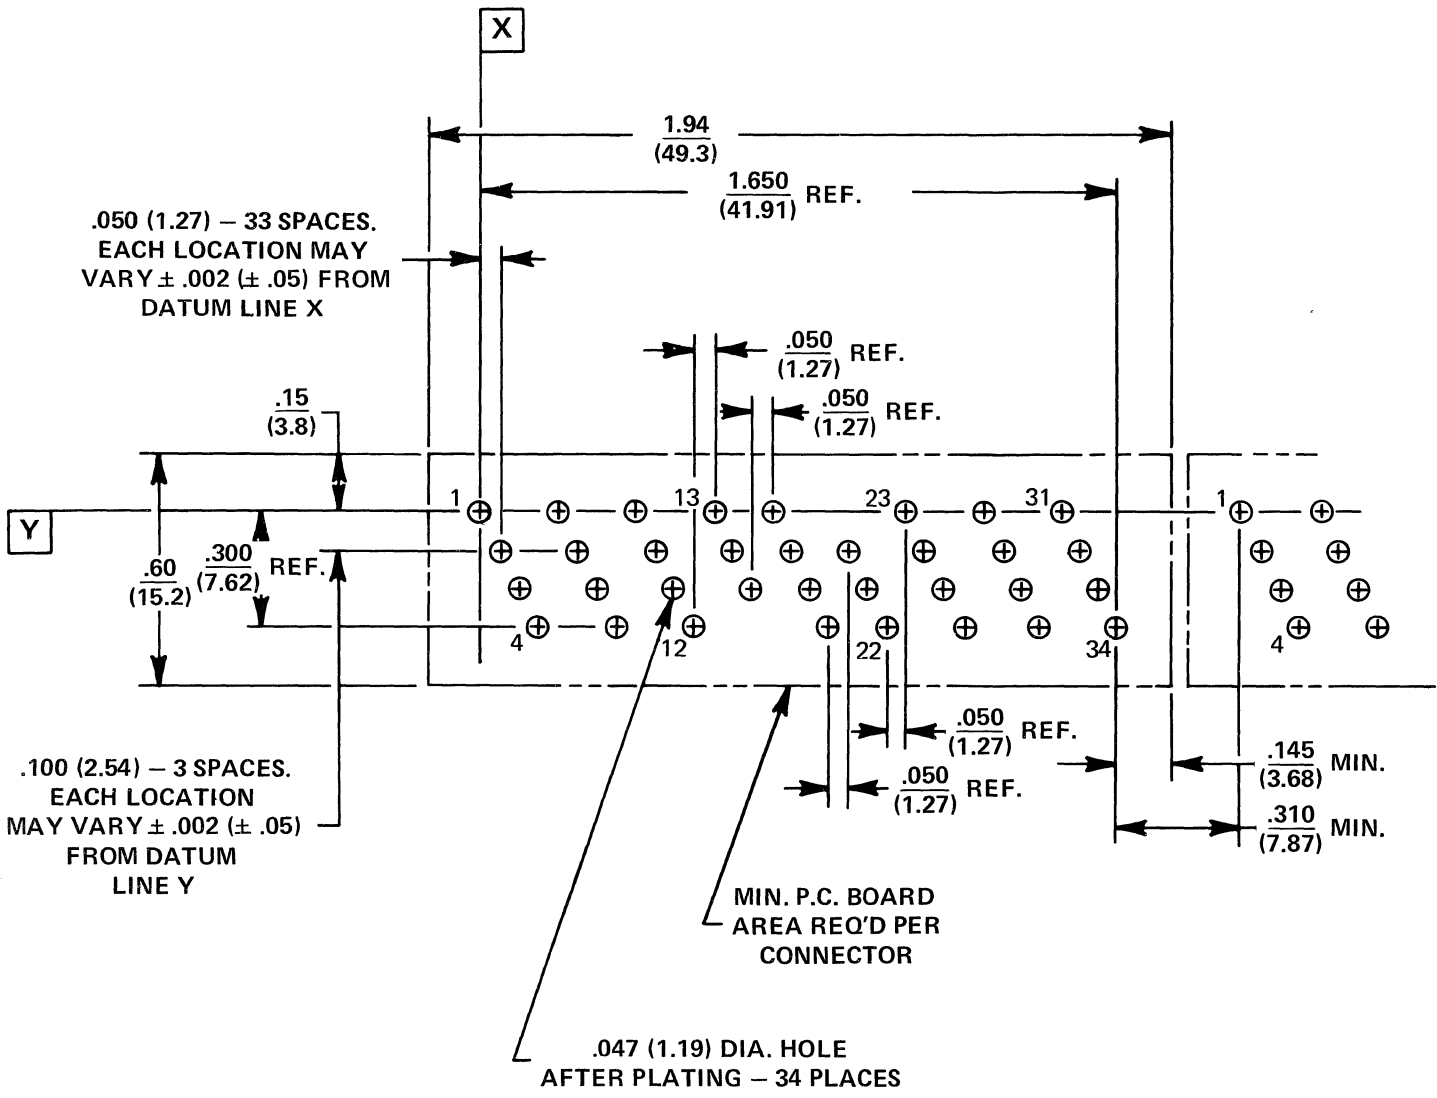 X
1.94
(49.3)
1.650 REF.
(41.91)
.050 (1.27) – 33 SPACES.
EACH LOCATION MAY
VARY ± .002 (± .05) FROM
DATUM LINE X
.050 REF.
(1.27)
.050 REF.
(1.27)
.15
(3.8)
1
13
23
31
1
Y
.300 REF.
(7.62)
.60
(15.2)
4
12
22
34
4
.050 REF.
(1.27)
.145 MIN.
(3.68)
.050 REF.
(1.27)
.310 MIN.
(7.87)
.100 (2.54) – 3 SPACES.
EACH LOCATION
MAY VARY ± .002 (± .05)
FROM DATUM
LINE Y
MIN. P.C. BOARD
AREA REQ'D PER
CONNECTOR
.047 (1.19) DIA. HOLE
AFTER PLATING – 34 PLACES